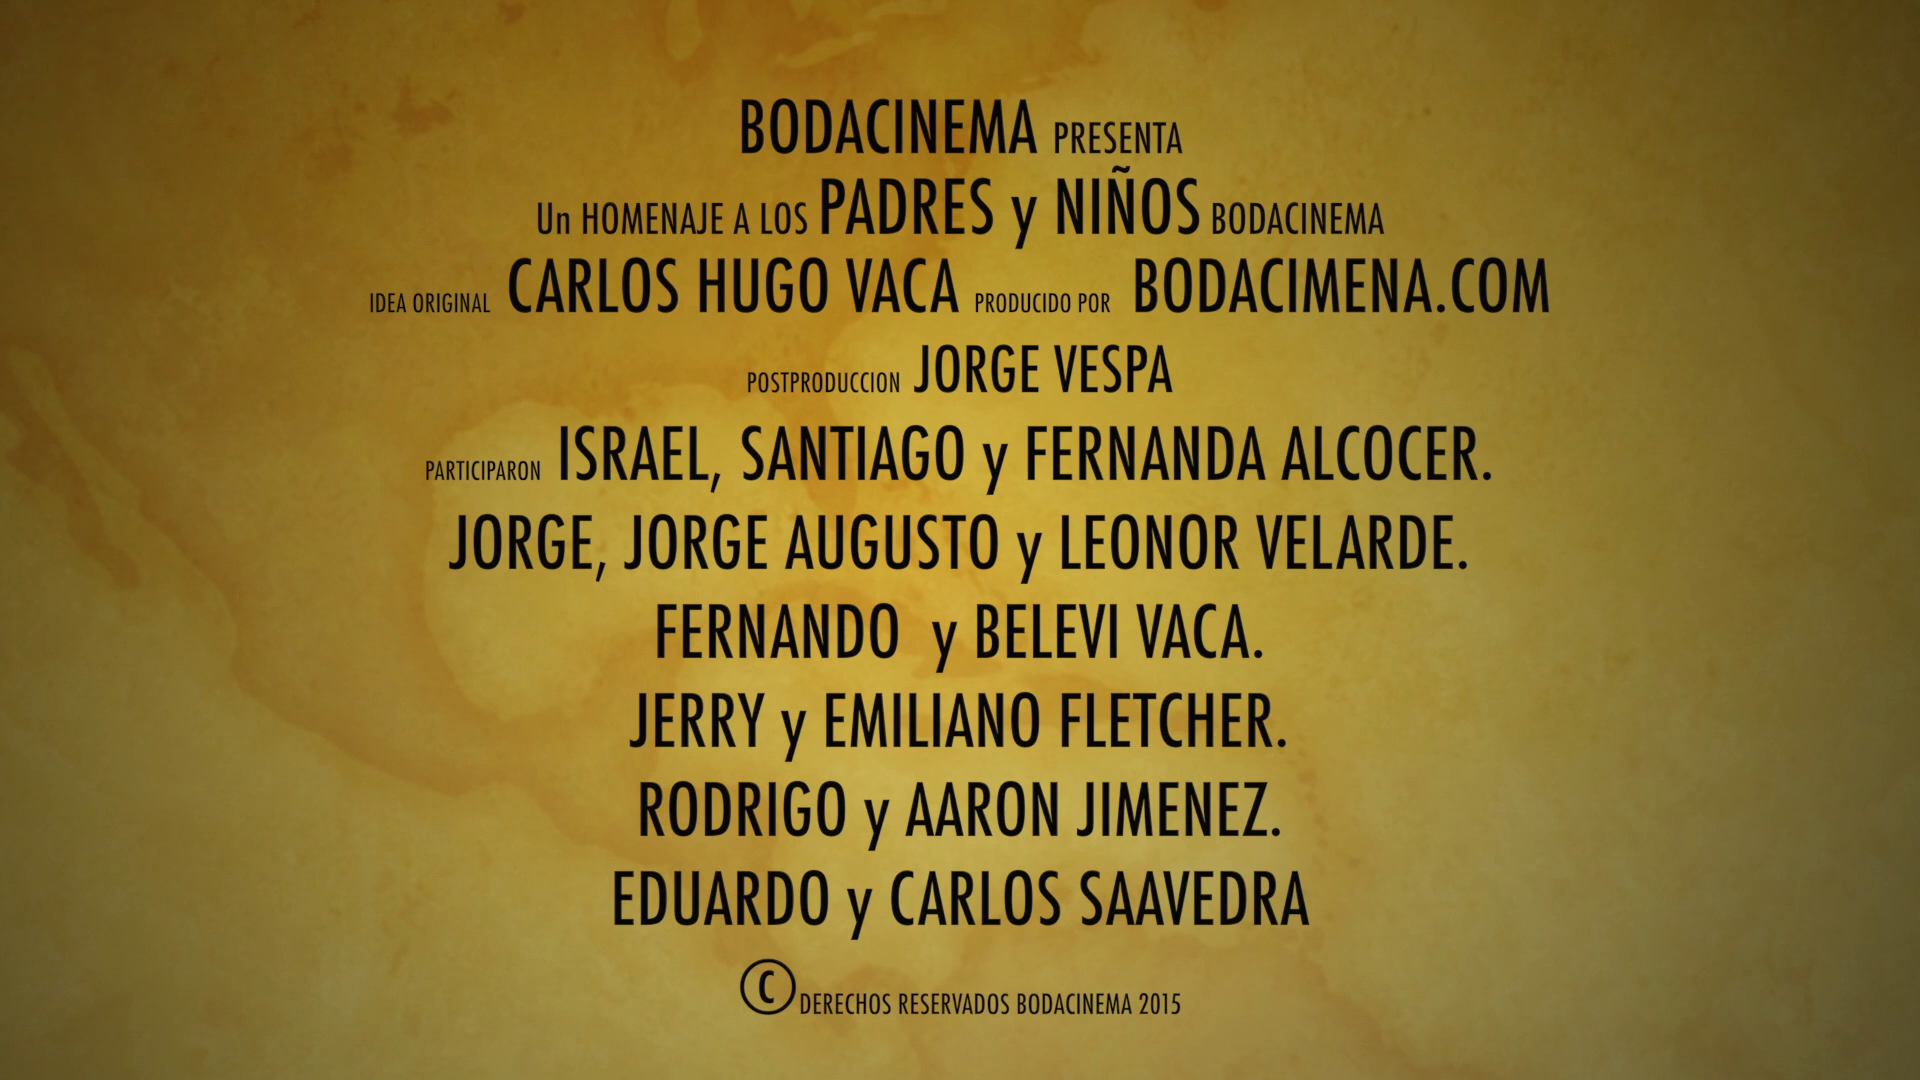 BODACINEMA PRESENTA
Un HOMENAJE A LOS PADRES y NIÑOS BODACINEMA
IDEA ORIGINAL CARLOS HUGO VACA PRODUCIDO POR BODACIMENA.COM
POSTPRODUCCION JORGE VESPA
PARTICIPARON ISRAEL, SANTIAGO y FERNANDA ALCOCER.
JORGE, JORGE AUGUSTO y LEONOR VELARDE.
FERNANDO y BELEVI VACA.
JERRY y EMILIANO FLETCHER.
RODRIGO y AARON JIMENEZ.
EDUARDO y CARLOS SAAVEDRA
© DERECHOS RESERVADOS BODACINEMA 2015